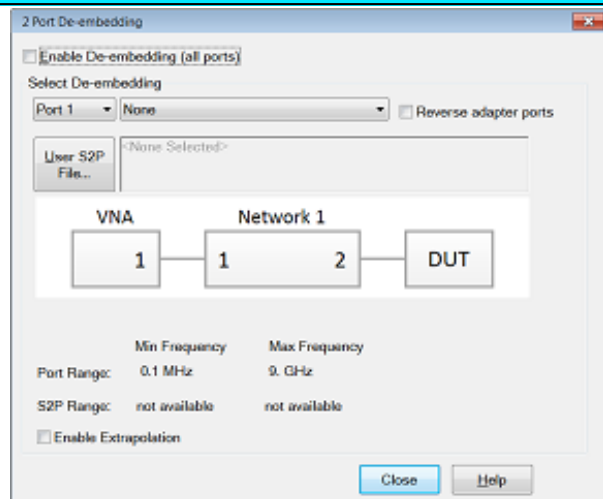 2 Port De-embedding
Enable De-embedding (all ports)
Select De-embedding
Port 1 None Reverse adapter ports
User S2P File... <None Selected>
VNA Network 1
1 1 2 DUT
Min Frequency Max Frequency
Port Range: 0.1 MHz 9. GHz
S2P Range: not available not available
Enable Extrapolation
Close Help